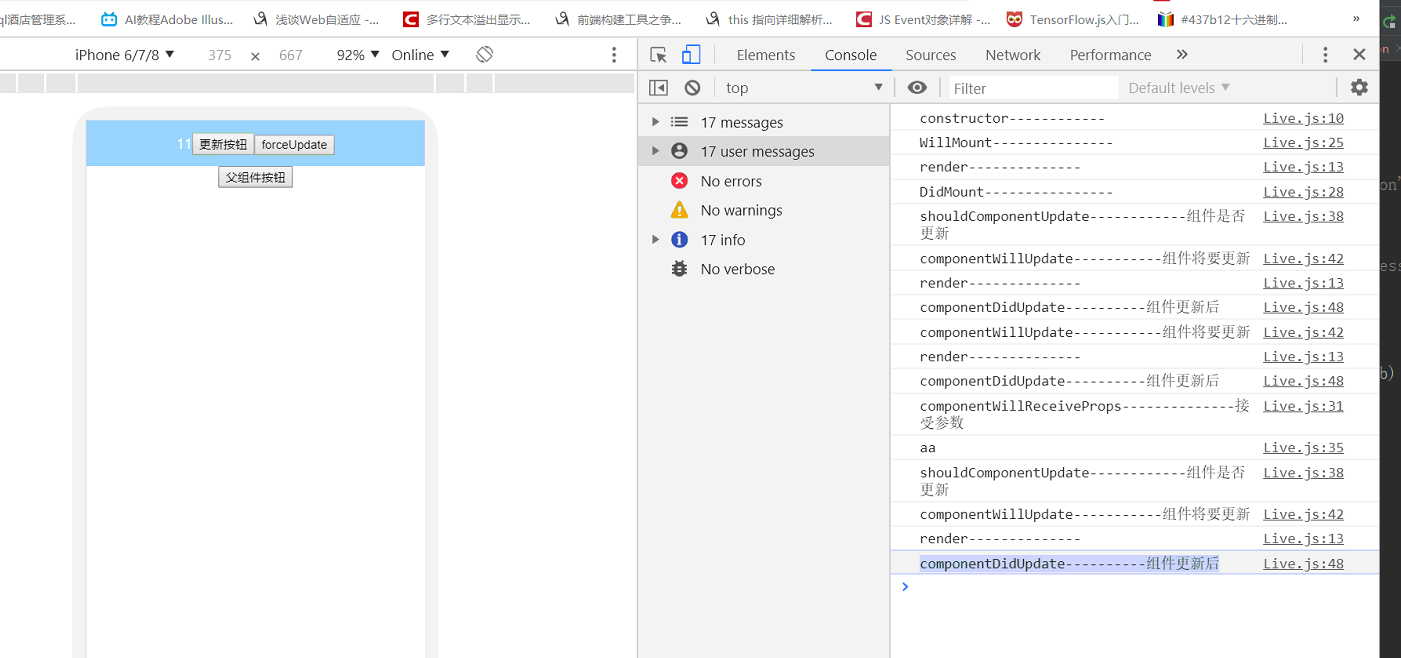 ql酒店管理系...
AI教程Adobe Illus...
浅谈Web自适应 -...
多行文本溢出显示...
前端构建工具之争...
this 指向详细解析...
JS Event对象详解 -...
TensorFlow.js入门...
#437b12十六进制...
»
iPhone 6/7/8 ▼ 375 × 667 92% ▼ Online ▼
Elements Console Sources Network Performance »
top ▼ Filter Default levels ▼
11 更新按钮 forceUpdate
父组件按钮
17 messages
17 user messages
No errors
No warnings
17 info
No verbose
constructor------------ Live.js:10
WillMount--------------- Live.js:25
render-------------- Live.js:13
DidMount---------------- Live.js:28
shouldComponentUpdate------------组件是否 Live.js:38
更新
componentWillUpdate-----------组件将要更新 Live.js:42
render-------------- Live.js:13
componentDidUpdate----------组件更新后 Live.js:48
componentWillUpdate-----------组件将要更新 Live.js:42
render-------------- Live.js:13
componentDidUpdate----------组件更新后 Live.js:48
componentWillReceiveProps--------------接 Live.js:31
受参数
aa Live.js:35
shouldComponentUpdate------------组件是否 Live.js:38
更新
componentWillUpdate-----------组件将要更新 Live.js:42
render-------------- Live.js:13
componentDidUpdate----------组件更新后 Live.js:48
on
on'
ess
b)